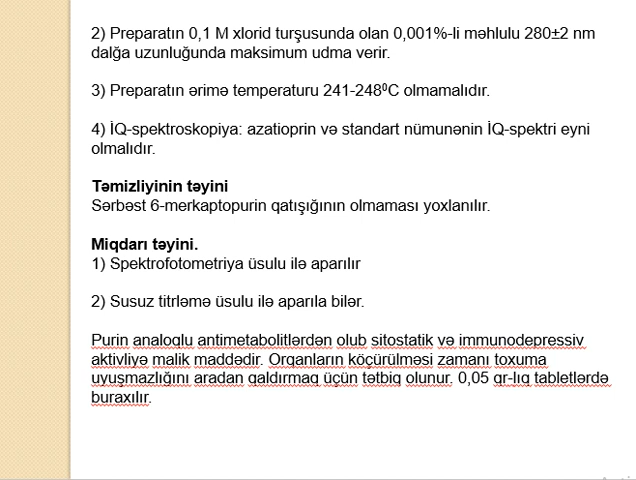 2) Preparatın 0,1 M xlorid turşusunda olan 0,001%-li məhlulu 280±2 nm
dalğa uzunluğunda maksimum udma verir.
3) Preparatın ərimə temperaturu 241-248⁰C olmamalıdır.
4) İQ-spektroskopiya: azatioprin və standart nümunənin İQ-spektri eyni
olmalıdır.
Təmizliyinin təyini
Sərbəst 6-merkaptopurin qatışığının olmaması yoxlanılır.
Miqdarı təyini.
1) Spektrofotometriya üsulu ilə aparılır
2) Susuz titrləmə üsulu ilə aparıla bilər.
Purin analoqlu antimetabolitlərdən olub sitostatik və immunodepressiv
aktivliyə malik maddədir. Orqanların köçürülməsi zamanı toxuma
uyuşmazlığını aradan qaldırmaq üçün tətbiq olunur. 0,05 qr-lıq tabletlərdə
buraxılır.